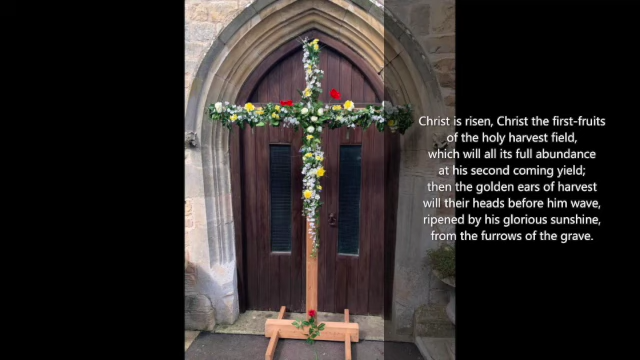 Christ is risen, Christ the first-fruits
of the holy harvest field,
which will all its full abundance
at his second coming yield;
then the golden ears of harvest
will their heads before him wave,
ripened by his glorious sunshine,
from the furrows of the grave.